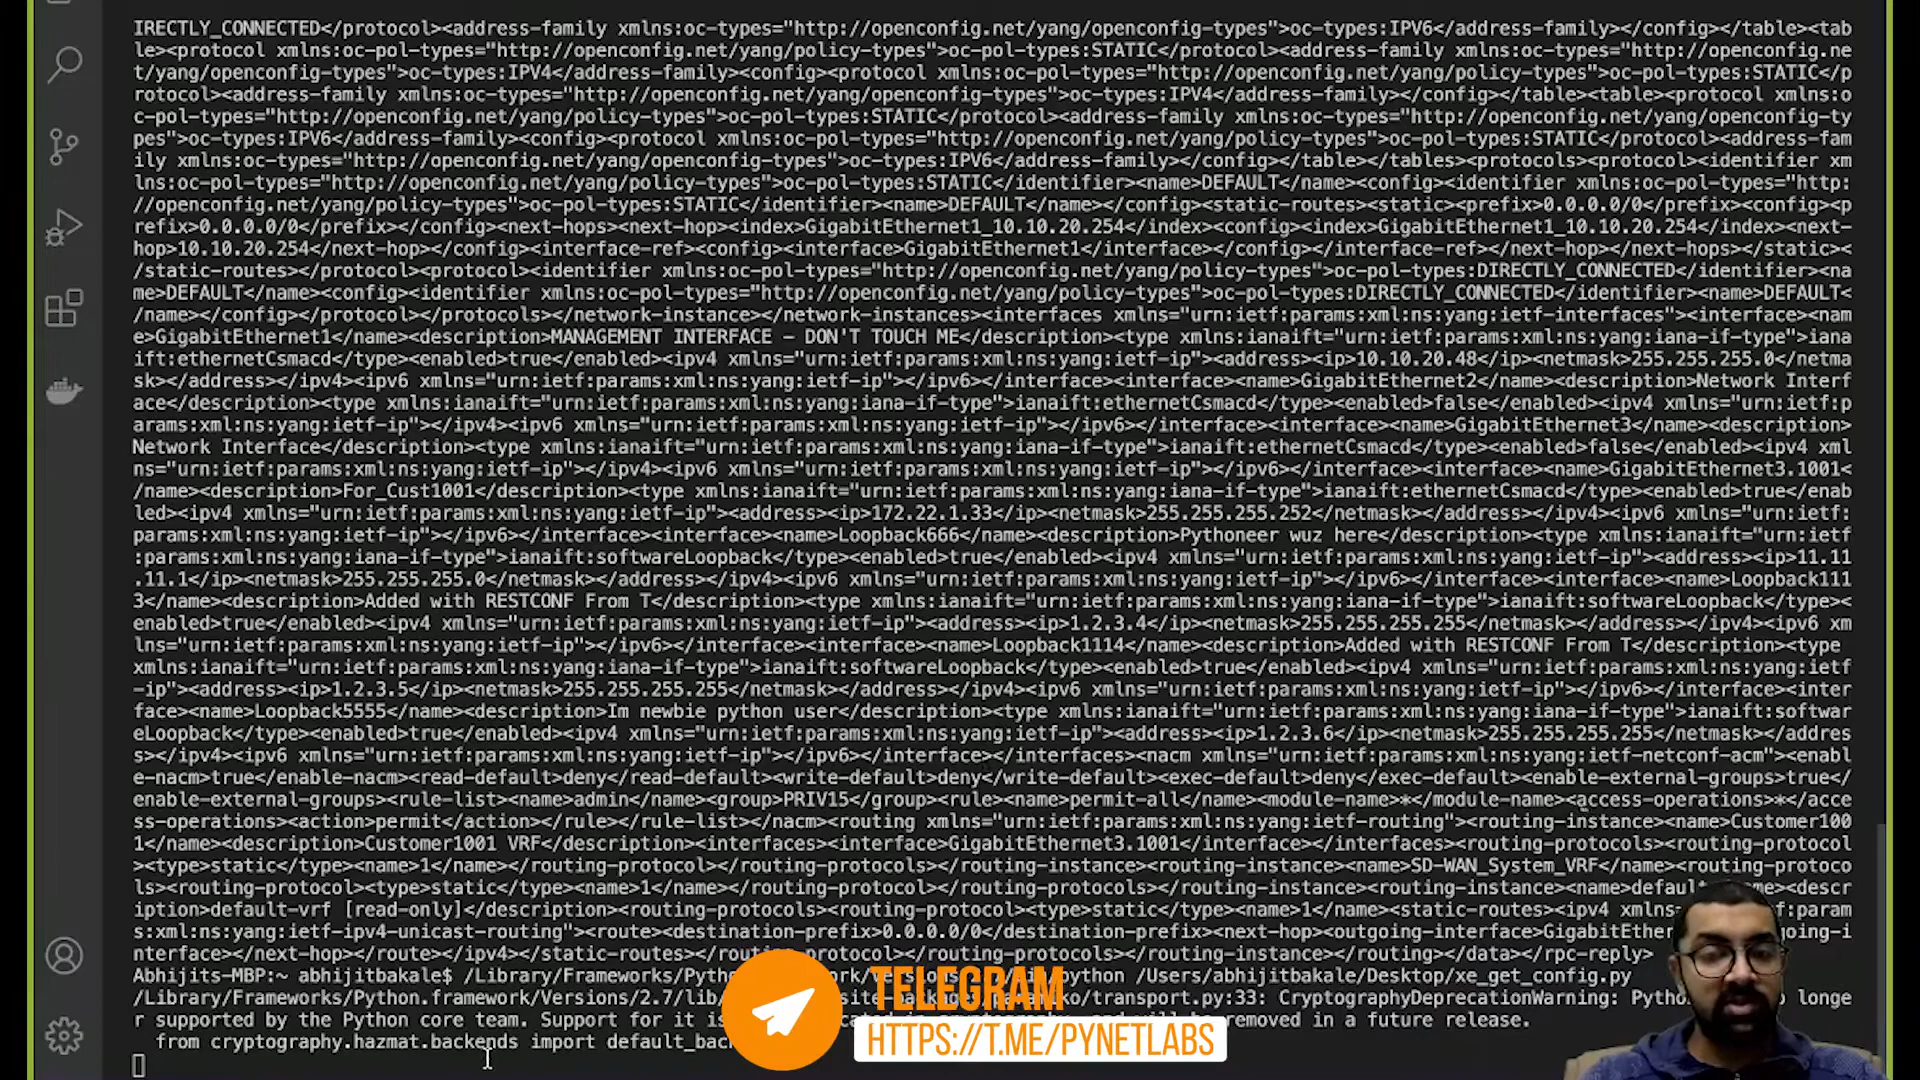 IRECTLY_CONNECTED</protocol><address-family xmlns:oc-types="http://openconfig.net/yang/openconfig-types">oc-types:IPV6</address-family></config></table><tab
le><protocol xmlns:oc-pol-types="http://openconfig.net/yang/policy-types">oc-pol-types:STATIC</protocol><address-family xmlns:oc-types="http://openconfig.ne
t/yang/openconfig-types">oc-types:IPV4</address-family><config><protocol xmlns:oc-pol-types="http://openconfig.net/yang/policy-types">oc-pol-types:STATIC</p
rotocol><address-family xmlns:oc-types="http://openconfig.net/yang/openconfig-types">oc-types:IPV4</address-family></config></table><table><protocol xmlns:o
c-pol-types="http://openconfig.net/yang/policy-types">oc-pol-types:STATIC</protocol><address-family xmlns:oc-types="http://openconfig.net/yang/openconfig-ty
pes">oc-types:IPV6</address-family><config><protocol xmlns:oc-pol-types="http://openconfig.net/yang/policy-types">oc-pol-types:STATIC</protocol><address-fam
ily xmlns:oc-types="http://openconfig.net/yang/openconfig-types">oc-types:IPV6</address-family></config></table></tables><protocols><protocol><identifier xm
lns:oc-pol-types="http://openconfig.net/yang/policy-types">oc-pol-types:STATIC</identifier><name>DEFAULT</name><config><identifier xmlns:oc-pol-types="http:
//openconfig.net/yang/policy-types">oc-pol-types:STATIC</identifier><name>DEFAULT</name></config><static-routes><static><prefix>0.0.0.0/0</prefix><config><p
refix>0.0.0.0/0</prefix></config><next-hops><next-hop><index>GigabitEthernet1_10.10.20.254</index><config><index>GigabitEthernet1_10.10.20.254</index><next-
hop>10.10.20.254</next-hop></config><interface-ref><config><interface>GigabitEthernet1</interface></config></interface-ref></next-hop></next-hops></static><
/static-routes></protocol><protocol><identifier xmlns:oc-pol-types="http://openconfig.net/yang/policy-types">oc-pol-types:DIRECTLY_CONNECTED</identifier><na
me>DEFAULT</name><config><identifier xmlns:oc-pol-types="http://openconfig.net/yang/policy-types">oc-pol-types:DIRECTLY_CONNECTED</identifier><name>DEFAULT<
/name></config></protocol></protocols></network-instance></network-instances><interfaces xmlns="urn:ietf:params:xml:ns:yang:ietf-interfaces"><interface><nam
e>GigabitEthernet1</name><description>MANAGEMENT INTERFACE – DON'T TOUCH ME</description><type xmlns:ianaift="urn:ietf:params:xml:ns:yang:iana-if-type">iana
ift:ethernetCsmacd</type><enabled>true</enabled><ipv4 xmlns="urn:ietf:params:xml:ns:yang:ietf-ip"><address><ip>10.10.20.48</ip><netmask>255.255.255.0</netma
sk></address></ipv4><ipv6 xmlns="urn:ietf:params:xml:ns:yang:ietf-ip"></ipv6></interface><interface><name>GigabitEthernet2</name><description>Network Interf
ace</description><type xmlns:ianaift="urn:ietf:params:xml:ns:yang:iana-if-type">ianaift:ethernetCsmacd</type><enabled>false</enabled><ipv4 xmlns="urn:ietf:p
arams:xml:ns:yang:ietf-ip"></ipv4><ipv6 xmlns="urn:ietf:params:xml:ns:yang:ietf-ip"></ipv6></interface><interface><name>GigabitEthernet3</name><description>
Network Interface</description><type xmlns:ianaift="urn:ietf:params:xml:ns:yang:iana-if-type">ianaift:ethernetCsmacd</type><enabled>false</enabled><ipv4 xml
ns="urn:ietf:params:xml:ns:yang:ietf-ip"></ipv4><ipv6 xmlns="urn:ietf:params:xml:ns:yang:ietf-ip"></ipv6></interface><interface><name>GigabitEthernet3.1001<
/name><description>For_Cust1001</description><type xmlns:ianaift="urn:ietf:params:xml:ns:yang:iana-if-type">ianaift:ethernetCsmacd</type><enabled>true</enab
led><ipv4 xmlns="urn:ietf:params:xml:ns:yang:ietf-ip"><address><ip>172.22.1.33</ip><netmask>255.255.255.252</netmask></address></ipv4><ipv6 xmlns="urn:ietf:
params:xml:ns:yang:ietf-ip"></ipv6></interface><interface><name>Loopback666</name><description>Pythoneer wuz here</description><type xmlns:ianaift="urn:ietf
:params:xml:ns:yang:iana-if-type">ianaift:softwareLoopback</type><enabled>true</enabled><ipv4 xmlns="urn:ietf:params:xml:ns:yang:ietf-ip"><address><ip>11.11
.11.1</ip><netmask>255.255.255.0</netmask></address></ipv4><ipv6 xmlns="urn:ietf:params:xml:ns:yang:ietf-ip"></ipv6></interface><interface><name>Loopback111
3</name><description>Added with RESTCONF From T</description><type xmlns:ianaift="urn:ietf:params:xml:ns:yang:iana-if-type">ianaift:softwareLoopback</type><
enabled>true</enabled><ipv4 xmlns="urn:ietf:params:xml:ns:yang:ietf-ip"><address><ip>1.2.3.4</ip><netmask>255.255.255.255</netmask></address></ipv4><ipv6 xm
lns="urn:ietf:params:xml:ns:yang:ietf-ip"></ipv6></interface><interface><name>Loopback1114</name><description>Added with RESTCONF From T</description><type
xmlns:ianaift="urn:ietf:params:xml:ns:yang:iana-if-type">ianaift:softwareLoopback</type><enabled>true</enabled><ipv4 xmlns="urn:ietf:params:xml:ns:yang:ietf
-ip"><address><ip>1.2.3.5</ip><netmask>255.255.255.255</netmask></address></ipv4><ipv6 xmlns="urn:ietf:params:xml:ns:yang:ietf-ip"></ipv6></interface><inter
face><name>Loopback5555</name><description>Im newbie python user</description><type xmlns:ianaift="urn:ietf:params:xml:ns:yang:iana-if-type">ianaift:softwar
eLoopback</type><enabled>true</enabled><ipv4 xmlns="urn:ietf:params:xml:ns:yang:ietf-ip"><address><ip>1.2.3.6</ip><netmask>255.255.255.255</netmask></addres
s></ipv4><ipv6 xmlns="urn:ietf:params:xml:ns:yang:ietf-ip"></ipv6></interface></interfaces><nacm xmlns="urn:ietf:params:xml:ns:yang:ietf-netconf-acm"><enabl
e-nacm>true</enable-nacm><read-default>deny</read-default><write-default>deny</write-default><exec-default>deny</exec-default><enable-external-groups>true</
enable-external-groups><rule-list><name>admin</name><group>PRIV15</group><rule><name>permit-all</name><module-name>*</module-name><access-operations>*</acce
ss-operations><action>permit</action></rule></rule-list></nacm><routing xmlns="urn:ietf:params:xml:ns:yang:ietf-routing"><routing-instance><name>Customer100
1</name><description>Customer1001 VRF</description><interfaces><interface>GigabitEthernet3.1001</interface></interfaces><routing-protocols><routing-protocol
><type>static</type><name>1</name></routing-protocol></routing-protocols></routing-instance><routing-instance><name>SD-WAN_System_VRF</name><routing-protoco
ls><routing-protocol><type>static</type><name>1</name></routing-protocol></routing-protocols></routing-instance><routing-instance><name>default me><descr
iption>default-vrf [read-only]</description><routing-protocols><routing-protocol><type>static</type><name>1</name><static-routes><ipv4 xmlns= f:param
s:xml:ns:yang:ietf-ipv4-unicast-routing"><route><destination-prefix>0.0.0.0/0</destination-prefix><next-hop><outgoing-interface>GigabitEther going-i
nterface></next-hop></route></ipv4></static-routes></routing-protocol></routing-protocols></routing-instance></routing></data></rpc-reply>
Abhijits-MBP:~ abhijitbakale$ /Library/Frameworks/Pyth python /Users/abhijitbakale/Desktop/xe_get_config.py
/Library/Frameworks/Python.framework/Versions/2.7/lib/ ko/transport.py:33: CryptographyDeprecationWarning: Pytho longe
r supported by the Python core team. Support for it is removed in a future release.
from cryptography.hazmat.backends import default_bac
TELEGRAM
HTTPS://T.ME/PYNETLABS